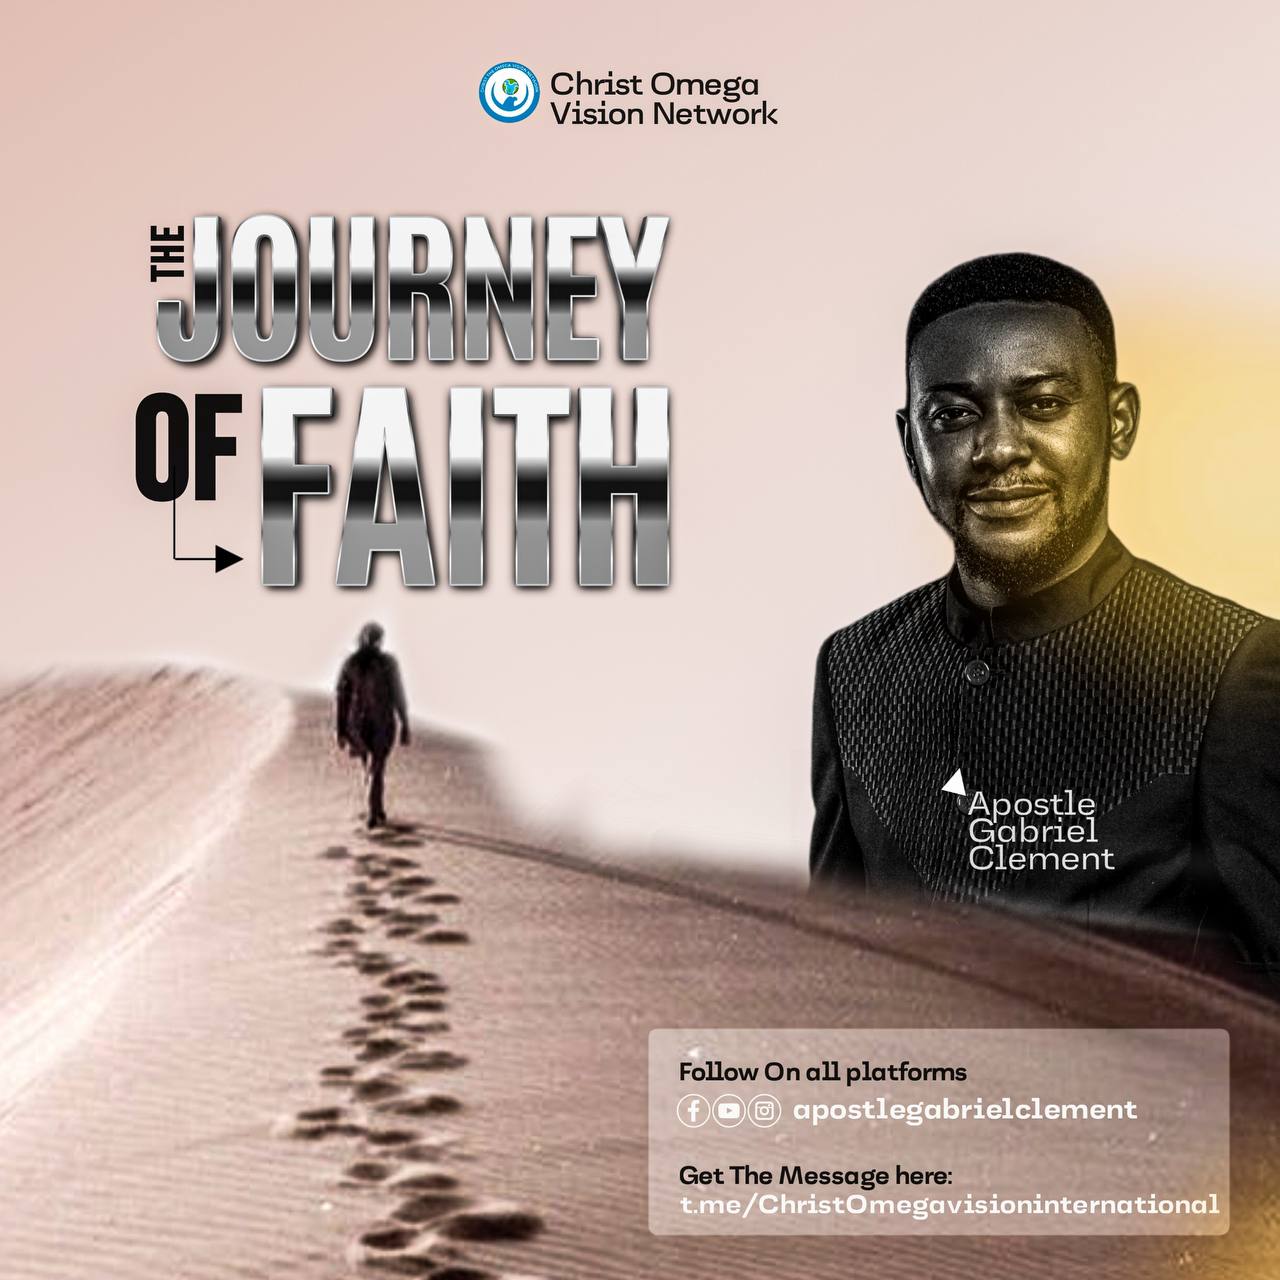 Christ Omega
Vision Network
THE
JOURNEY
OF FAITH
Apostle
Gabriel
Clement
Follow On all platforms
apostlegabrielclement
Get The Message here:
t.me/ChristOmegavisioninternational